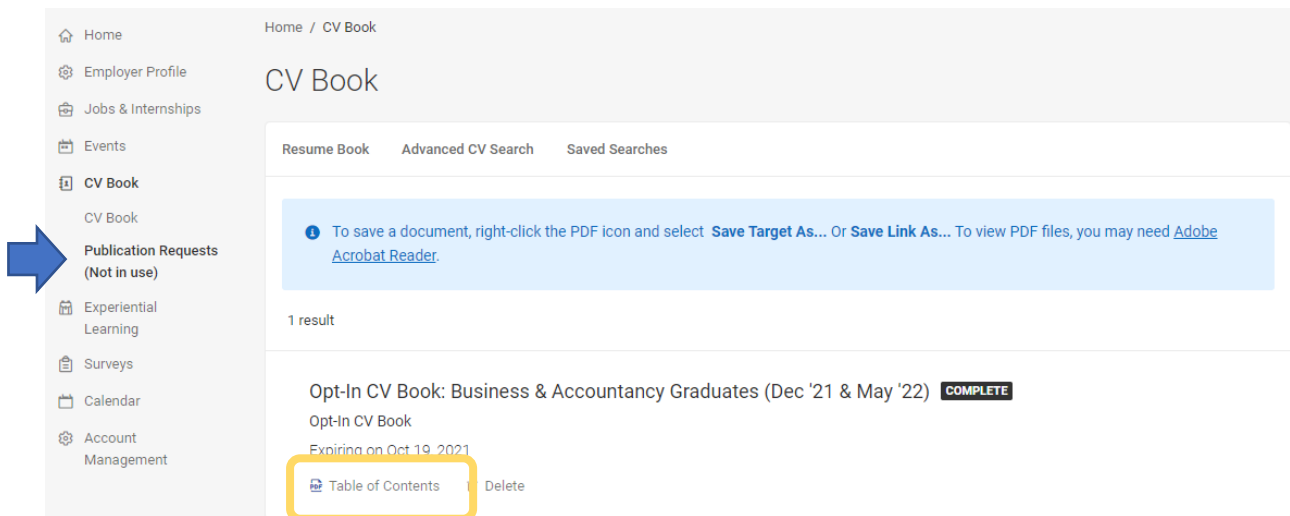 Home
Employer Profile
Jobs & Internships
Events
CV Book
CV Book
Publication Requests
(Not in use)
Experiential
Learning
Surveys
Calendar
Account
Management
Home / CV Book
CV Book
Resume Book Advanced CV Search Saved Searches
To save a document, right-click the PDF icon and select Save Target As... Or Save Link As... To view PDF files, you may need Adobe
Acrobat Reader.
1 result
Opt-In CV Book: Business & Accountancy Graduates (Dec '21 & May '22) COMPLETE
Opt-In CV Book
Expiring on Oct 19, 2021
PDF Table of Contents Delete